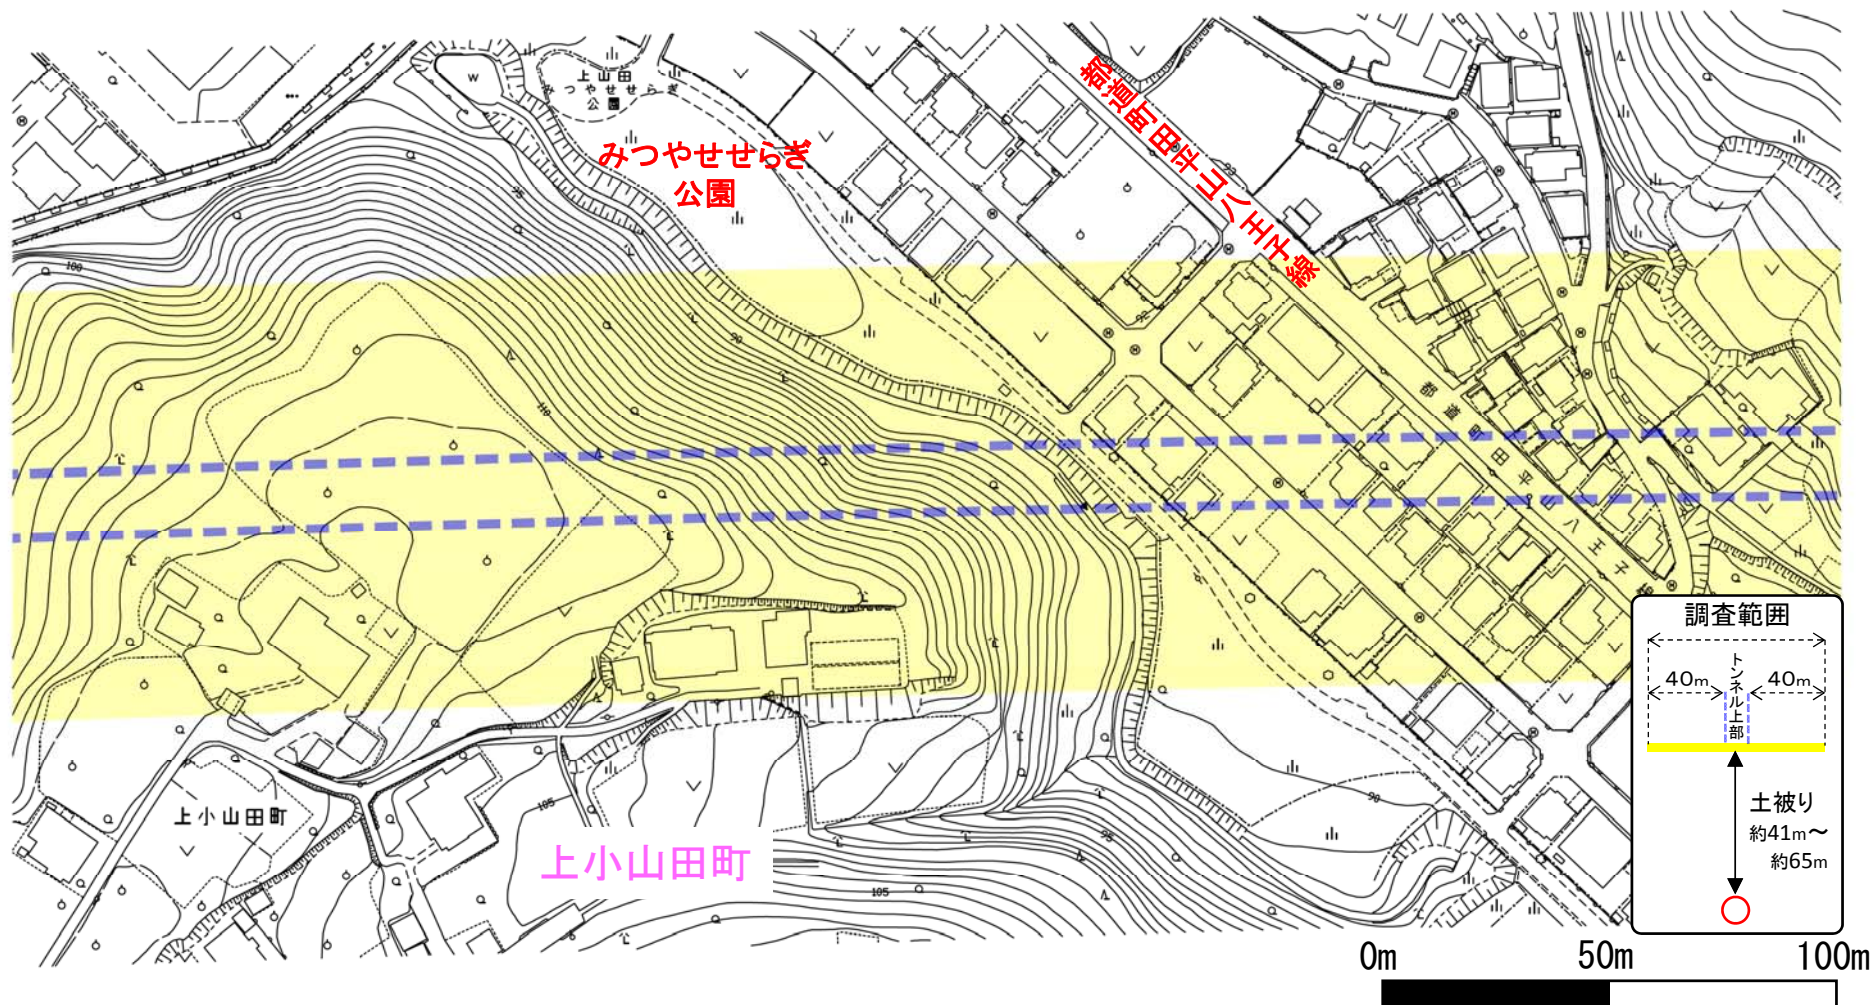 上山田
みつやせせらぎ
公園
W
みつやせせらぎ
公園
都道町田平山八王子線
95
100
93
92
90
110
都道町田平山八王子線
調査範囲
40m
トンネル上部
40m
土被り
約41m～
約65m
上小山田町
105
上小山田町
90
95
105
0m
50m
100m